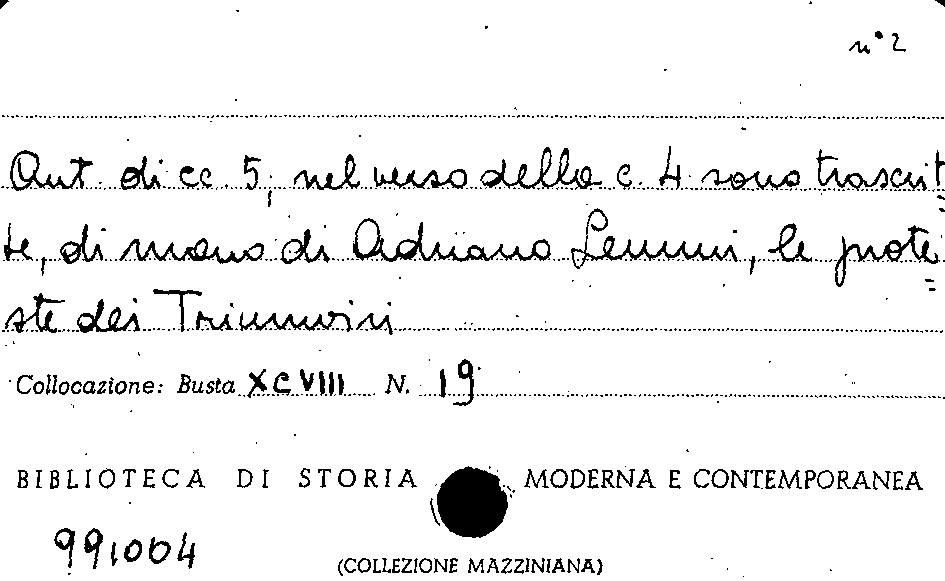 n° 2
Aut. di cc. 5, nel verso della c. 4 sono trascrit=
te, di mano di Adriano Lemmi, le prote=
ste dei Triumviri
Collocazione: Busta XCVIII N. 19
BIBLIOTECA DI STORIA MODERNA E CONTEMPORANEA
991004
(COLLEZIONE MAZZINIANA)